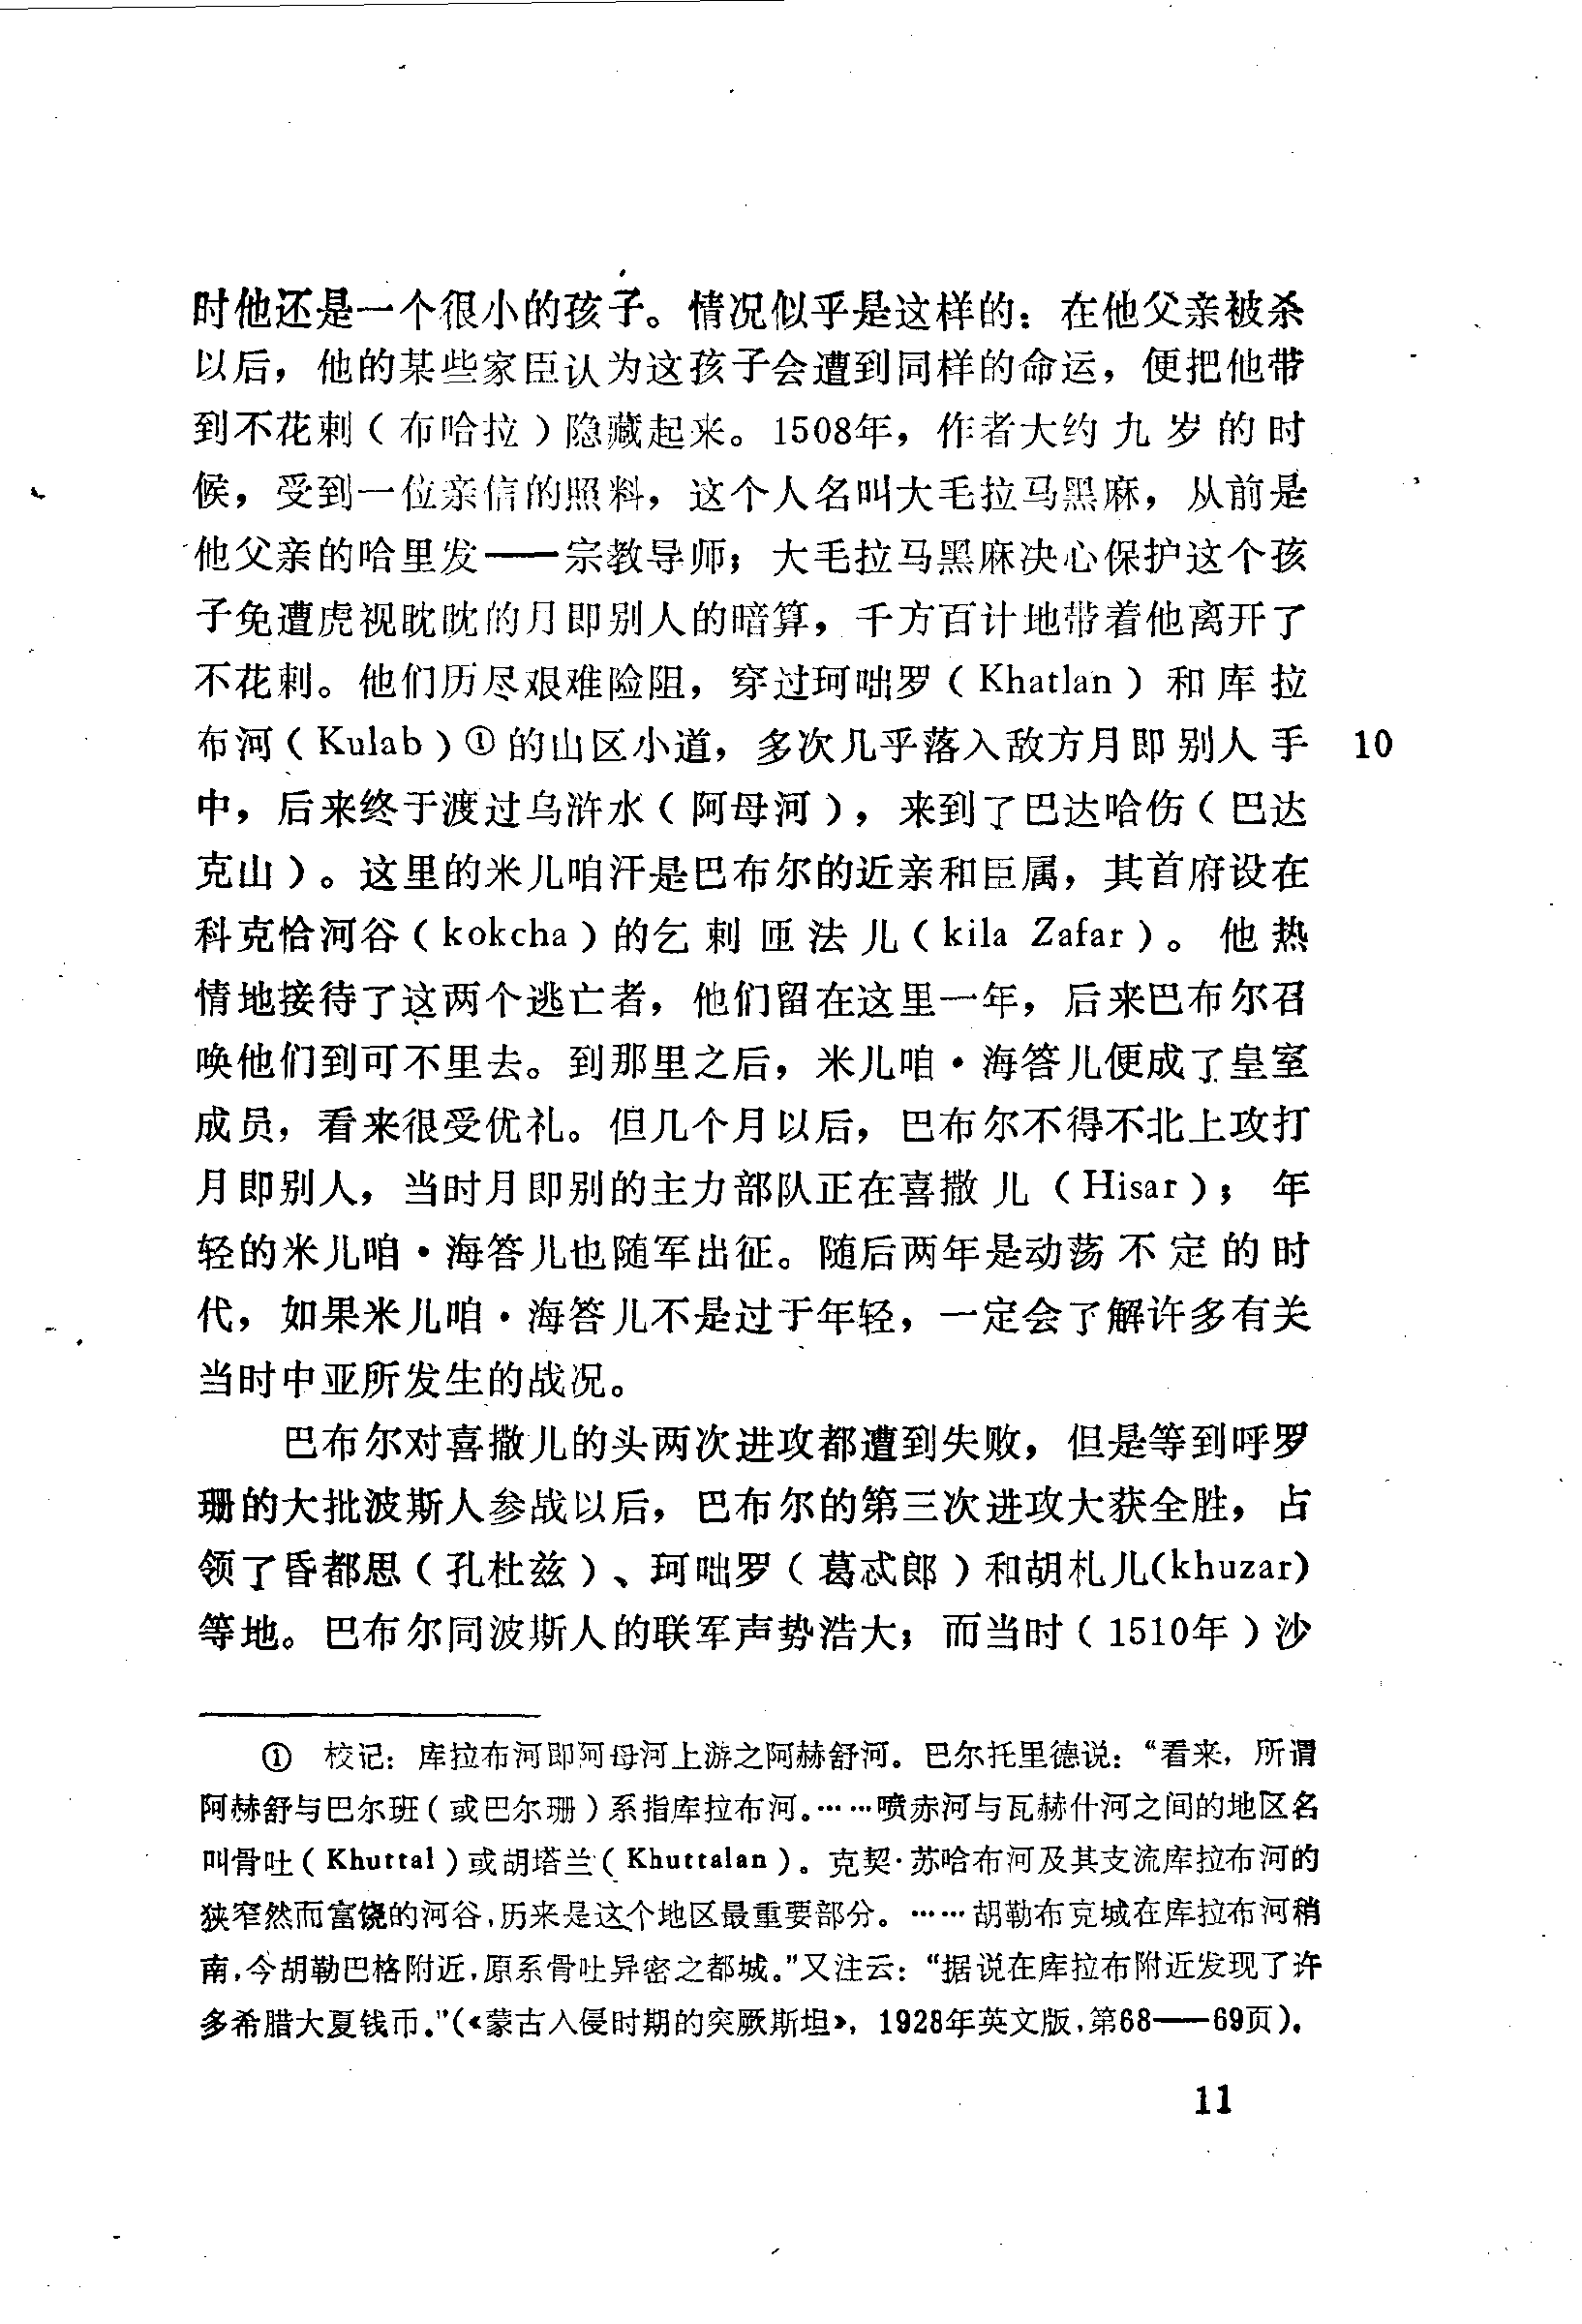 时他还是一个很小的孩子。情况似乎是这样的：在他父亲被杀
以后，他的某些家臣认为这孩子会遭到同样的命运，便把他带
到不花剌（布哈拉）隐藏起来。1508年，作者大约九岁的时
候，受到一位亲信的照料，这个人名叫大毛拉马黑麻，从前是
他父亲的哈里发——宗教导师；大毛拉马黑麻决心保护这个孩
子免遭虎视眈眈的月即别人的暗算，千方百计地带着他离开了
不花剌。他们历尽艰难险阻，穿过珂咄罗（Khatlan）和库拉
布河（Kulab）①的山区小道，多次几乎落入敌方月即别人手 10
中，后来终于渡过乌浒水（阿母河），来到了巴达哈伤（巴达
克山）。这里的米儿咱汗是巴布尔的近亲和臣属，其首府设在
科克恰河谷（kokcha）的乞剌匝法儿（kila Zafar）。他热
情地接待了这两个逃亡者，他们留在这里一年，后来巴布尔召
唤他们到可不里去。到那里之后，米儿咱·海答儿便成了皇室
成员，看来很受优礼。但几个月以后，巴布尔不得不北上攻打
月即别人，当时月即别的主力部队正在喜撒儿（Hisar）；年
轻的米儿咱·海答儿也随军出征。随后两年是动荡不定的时
代，如果米儿咱·海答儿不是过于年轻，一定会了解许多有关
当时中亚所发生的战况。
巴布尔对喜撒儿的头两次进攻都遭到失败，但是等到呼罗
珊的大批波斯人参战以后，巴布尔的第三次进攻大获全胜，占
领了昏都思（孔杜兹）、珂咄罗（葛忒郎）和胡札儿(khuzar)
等地。巴布尔同波斯人的联军声势浩大；而当时（1510年）沙
① 校记：库拉布河即阿母河上游之阿赫舒河。巴尔托里德说：“看来，所谓
阿赫舒与巴尔班（或巴尔珊）系指库拉布河。……喷赤河与瓦赫什河之间的地区名
叫骨吐（Khuttal）或胡塔兰（Khuttalan）。克契·苏哈布河及其支流库拉布河的
狭窄然而富饶的河谷，历来是这个地区最重要部分。……胡勒布克城在库拉布河稍
南，今胡勒巴格附近，原系骨吐异密之都城。”又注云：“据说在库拉布附近发现了许
多希腊大夏钱币。”(《蒙古入侵时期的突厥斯坦》，1928年英文版，第68——69页)。
11